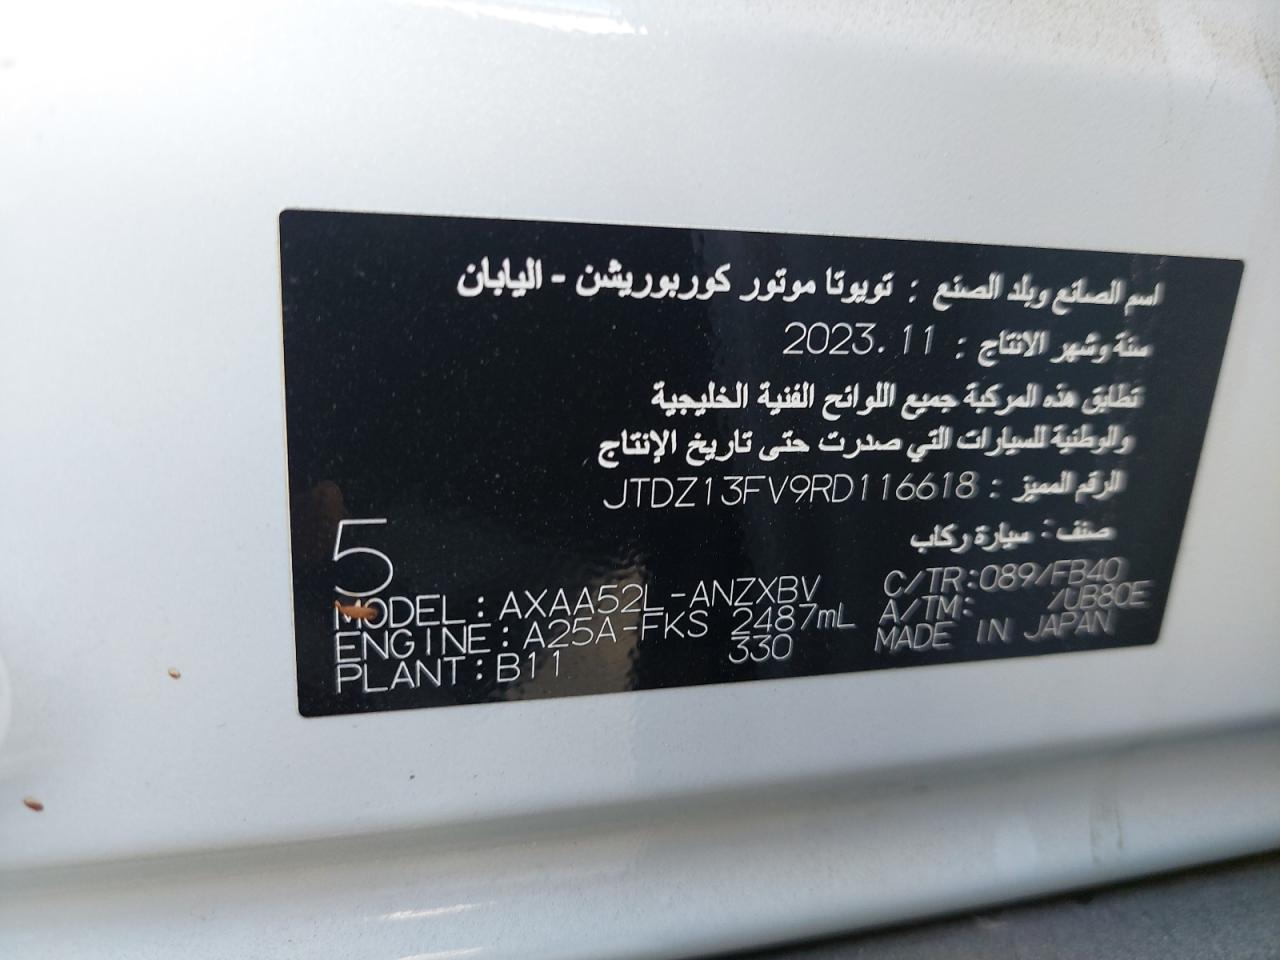 اسم الصانع وبلد الصنع : تويوتا موتور كوربوريشن - اليابان
سنة وشهر الانتاج : 2023.11
تطابق هذه المركبة جميع اللوائح الفنية الخليجية
والوطنية للسيارات التي صدرت حتى تاريخ الإنتاج
الرقم المميز : JTDZ13FV9RD116618
صنف : سيارة ركاب
5
MODEL : AXAA52L-ANZXBV C/TR:089/FB40
ENGINE : A25A-FKS 2487mL A/TM: /UB80E
PLANT : B11 330 MADE IN JAPAN